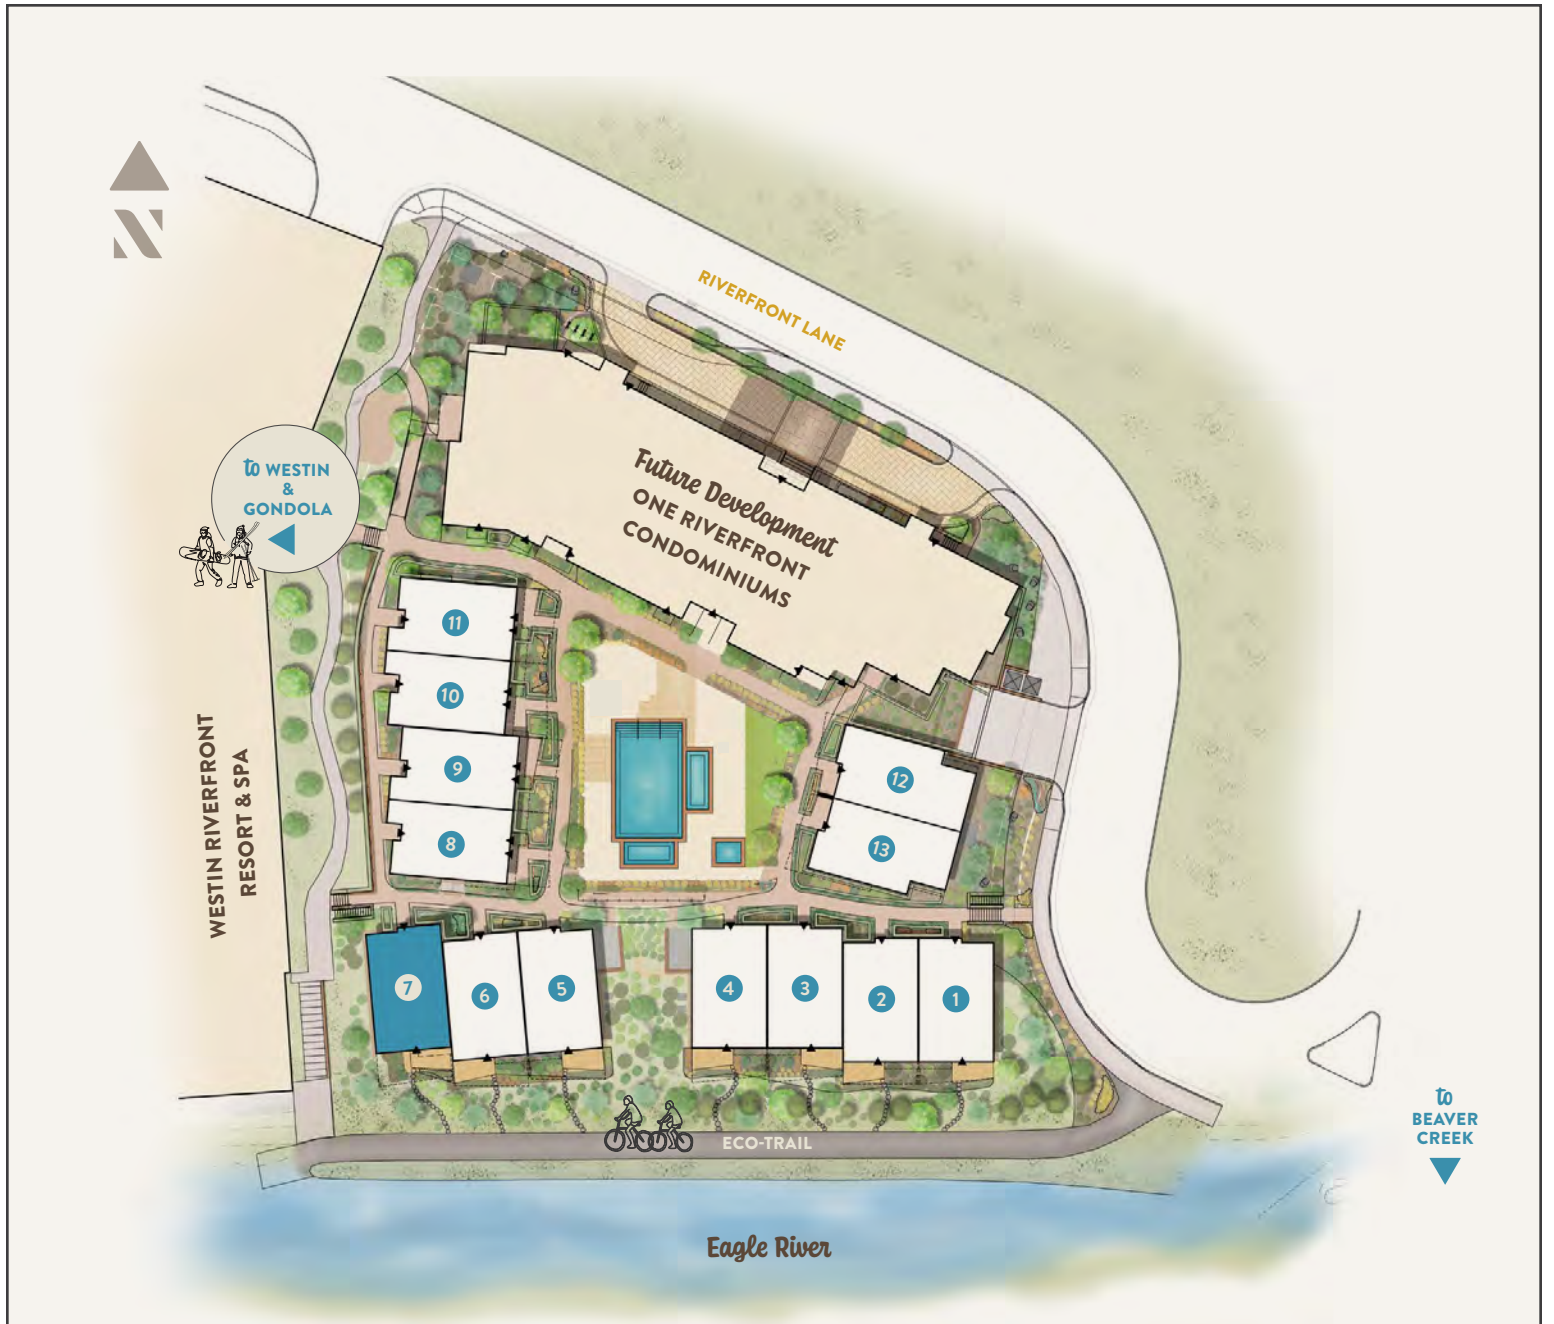 N
RIVERFRONT LANE
to WESTIN
&
GONDOLA
Future Development
ONE RIVERFRONT
CONDOMINIUMS
WESTIN RIVERFRONT
RESORT & SPA
11
10
9
8
12
13
7
6
5
4
3
2
1
ECO-TRAIL
to
BEAVER
CREEK
Eagle River